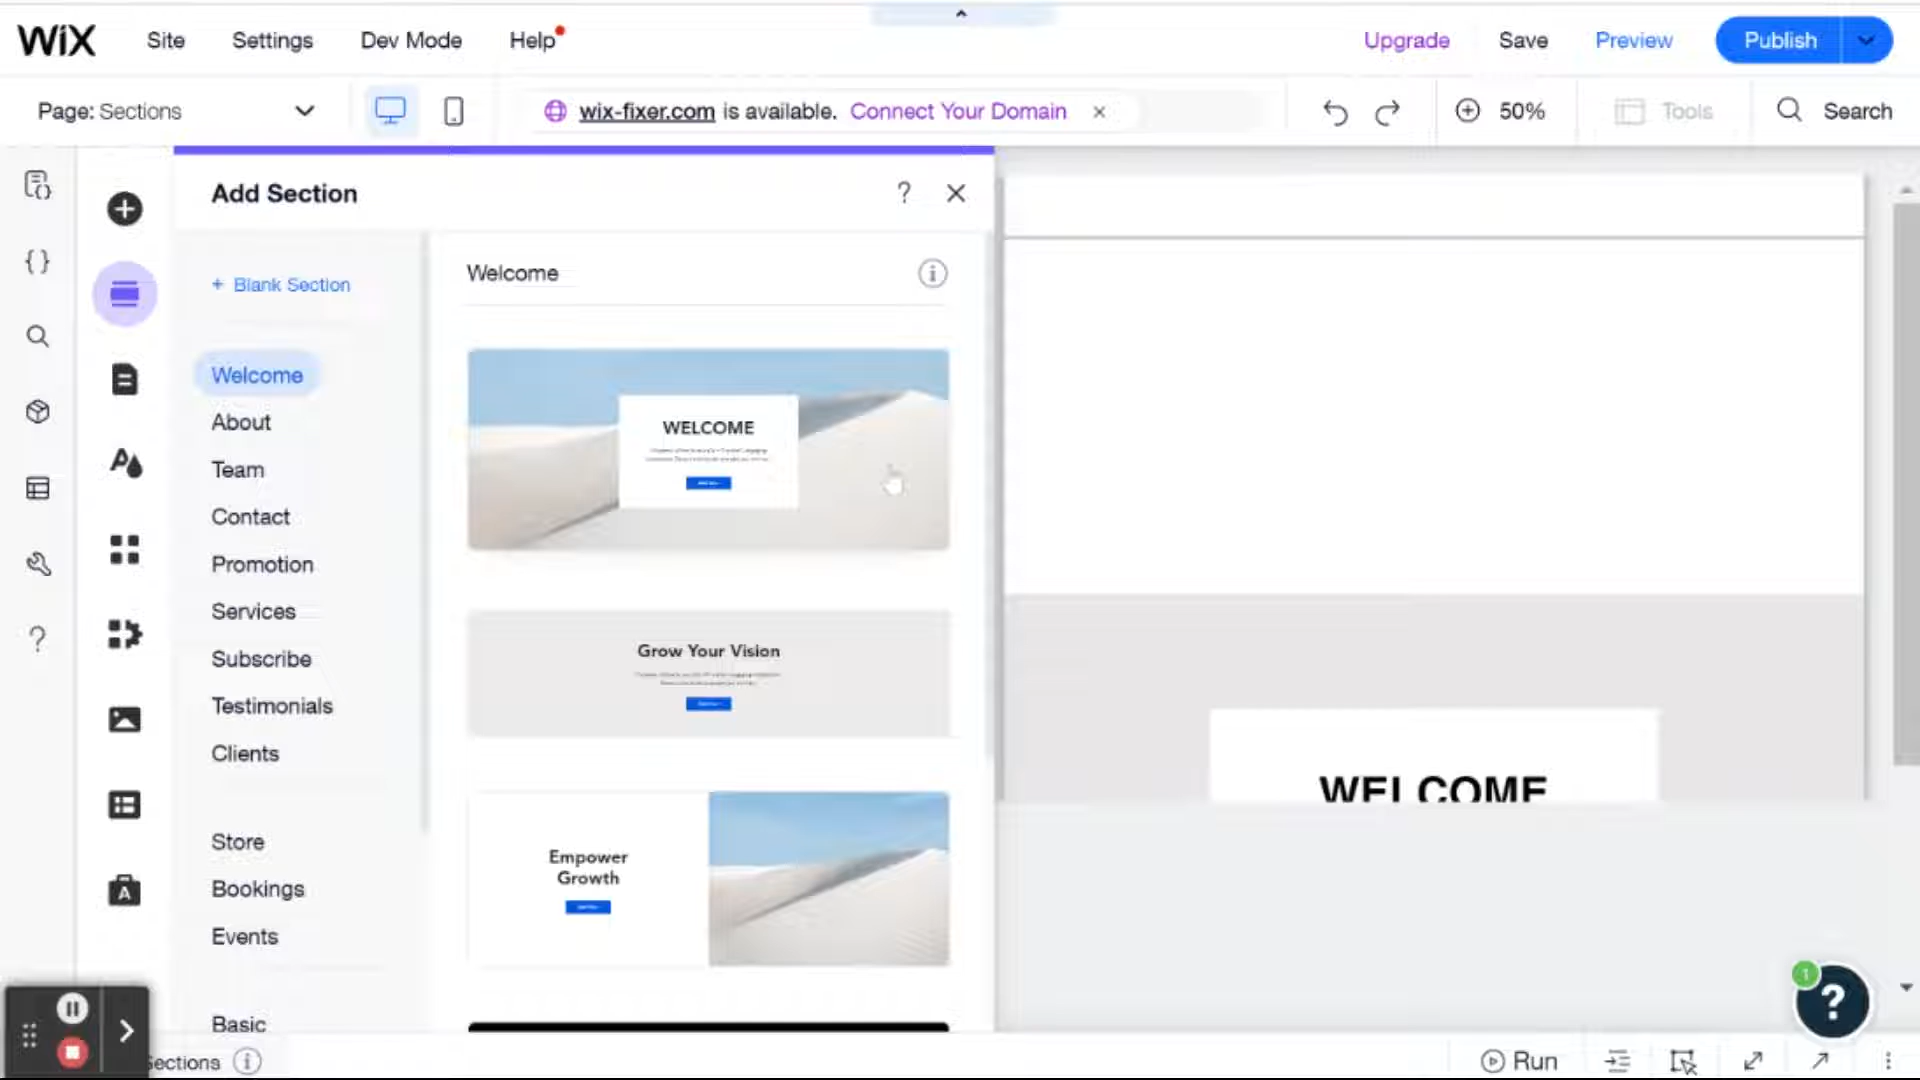 WiX Site Settings Dev Mode Help Upgrade Save Preview Publish
Page: Sections wix-fixer.com is available. Connect Your Domain × 50% Tools Search
Add Section ?
+ Blank Section
Welcome
About
Team
Contact
Promotion
Services
Subscribe
Testimonials
Clients
Store
Bookings
Events
Basic
Welcome
WELCOME
Grow Your Vision
Empower
Growth
WELCOME
1
?
Sections
Run